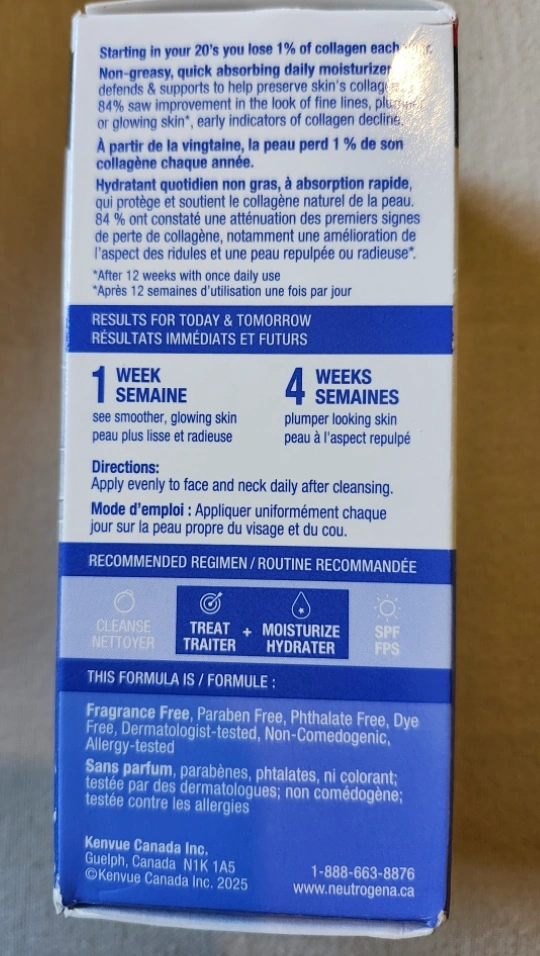 Starting in your 20's you lose 1% of collagen each
Non-greasy, quick absorbing daily moisturizer
defends & supports to help preserve skin's collagen.
84% saw improvement in the look of fine lines, plumper
or glowing skin*, early indicators of collagen decline.
À partir de la vingtaine, la peau perd 1 % de son
collagène chaque année.
Hydratant quotidien non gras, à absorption rapide,
qui protège et soutient le collagène naturel de la peau.
84 % ont constaté une atténuation des premiers signes
de perte de collagène, notamment une amélioration de
l'aspect des ridules et une peau repulpée ou radieuse*.
*After 12 weeks with once daily use
*Après 12 semaines d'utilisation une fois par jour
RESULTS FOR TODAY & TOMORROW
RÉSULTATS IMMÉDIATS ET FUTURS
1 WEEK
SEMAINE
see smoother, glowing skin
peau plus lisse et radieuse
4 WEEKS
SEMAINES
plumper looking skin
peau à l'aspect repulpé
Directions:
Apply evenly to face and neck daily after cleansing.
Mode d'emploi : Appliquer uniformément chaque
jour sur la peau propre du visage et du cou.
RECOMMENDED REGIMEN / ROUTINE RECOMMANDÉE
CLEANSE
NETTOYER
TREAT + MOISTURIZE
TRAITER HYDRATER
SPF
FPS
THIS FORMULA IS / FORMULE :
Fragrance Free, Paraben Free, Phthalate Free, Dye
Free, Dermatologist-tested, Non-Comedogenic,
Allergy-tested
Sans parfum, parabènes, phtalates, ni colorant;
testée par des dermatologues; non comédogène;
testée contre les allergies
Kenvue Canada Inc.
Guelph, Canada N1K 1A5
©Kenvue Canada Inc. 2025
1-888-663-8876
www.neutrogena.ca